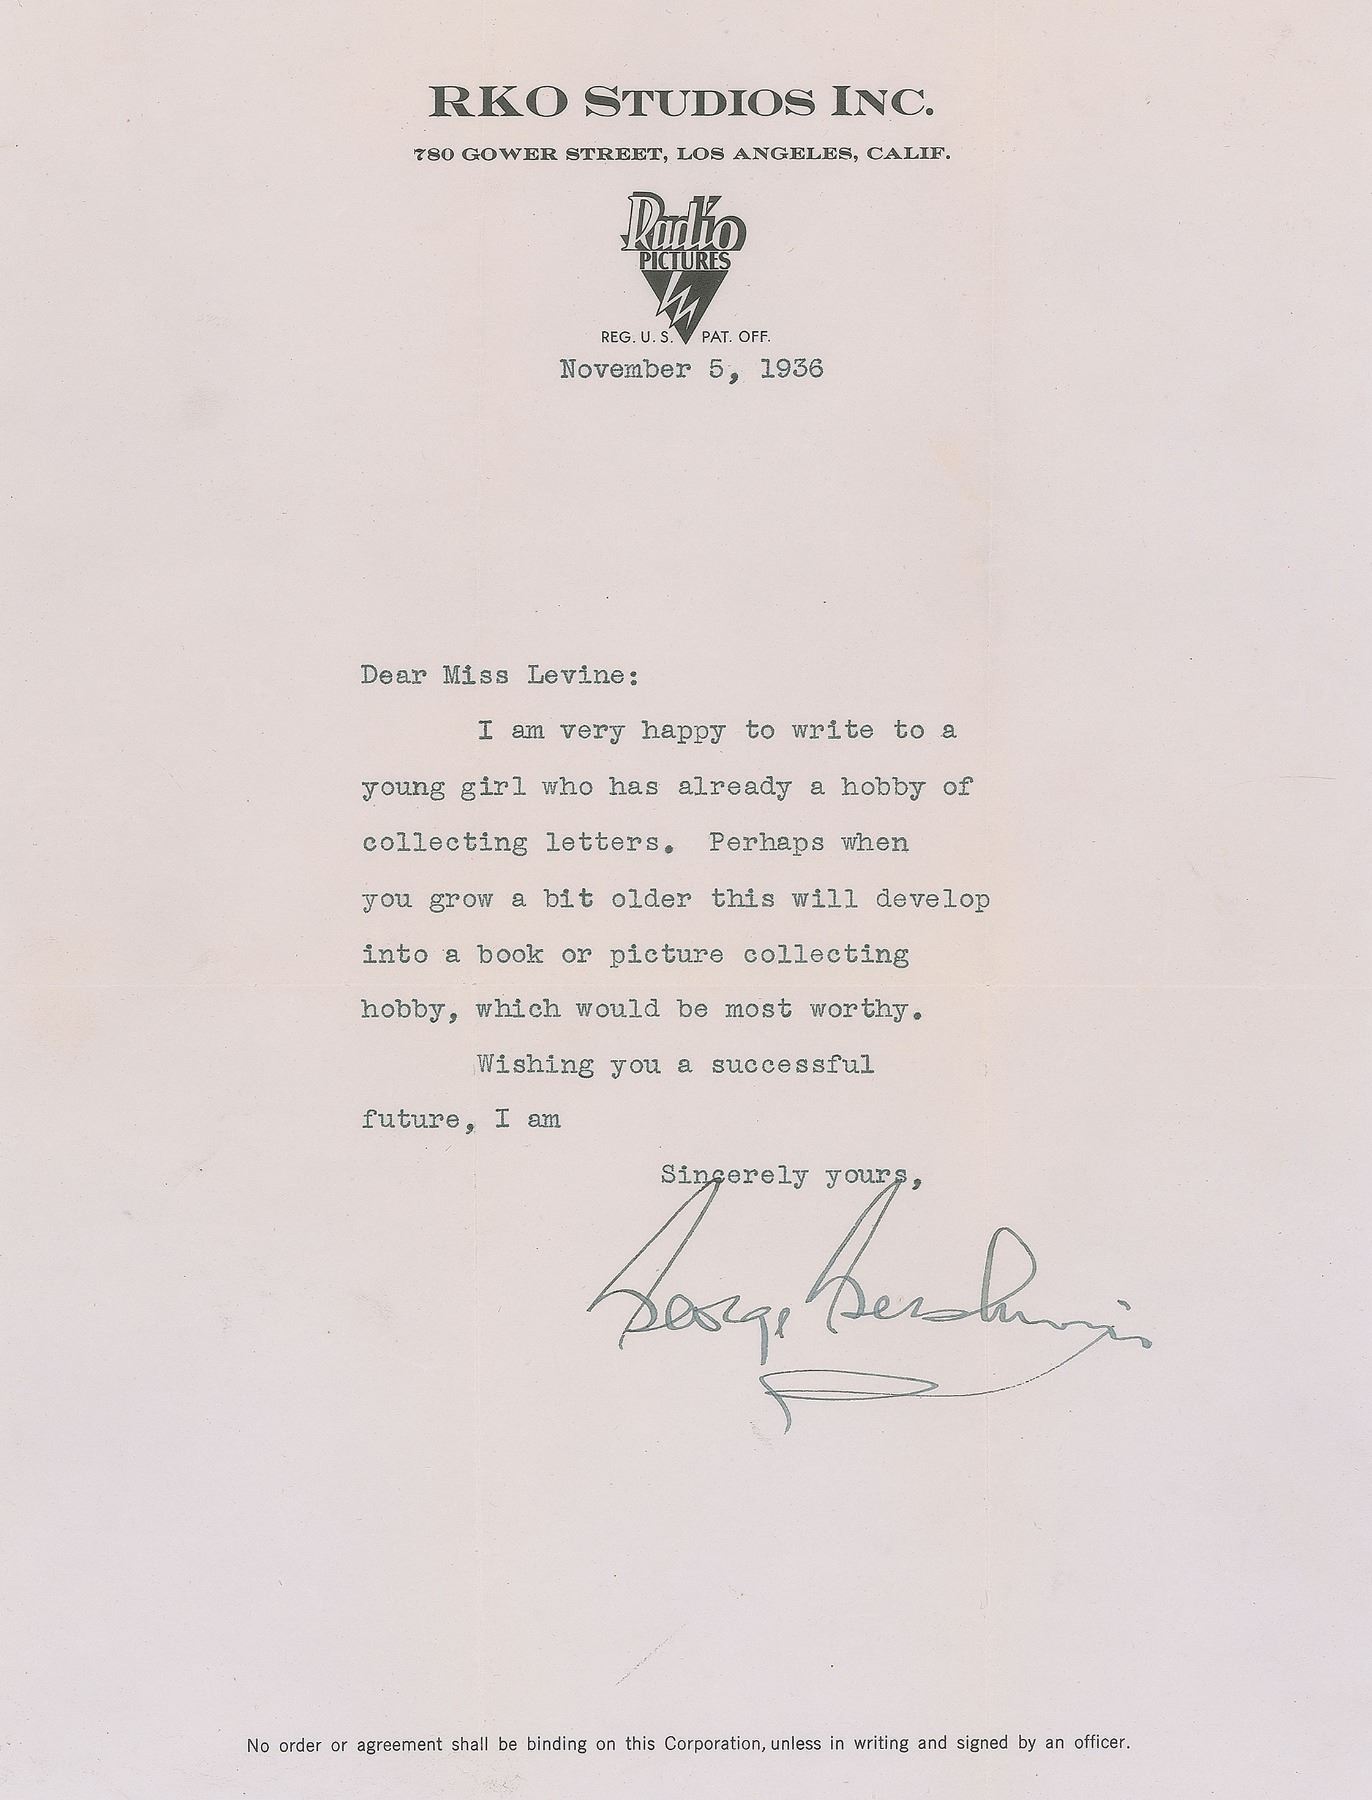 RKO STUDIOS INC.
780 GOWER STREET, LOS ANGELES, CALIF.
Radio
PICTURES
REG. U. S. PAT. OFF.
November 5, 1936
Dear Miss Levine:
I am very happy to write to a
young girl who has already a hobby of
collecting letters. Perhaps when
you grow a bit older this will develop
into a book or picture collecting
hobby, which would be most worthy.
Wishing you a successful
future, I am
Sincerely yours,
George Gershwin
No order or agreement shall be binding on this Corporation, unless in writing and signed by an officer.